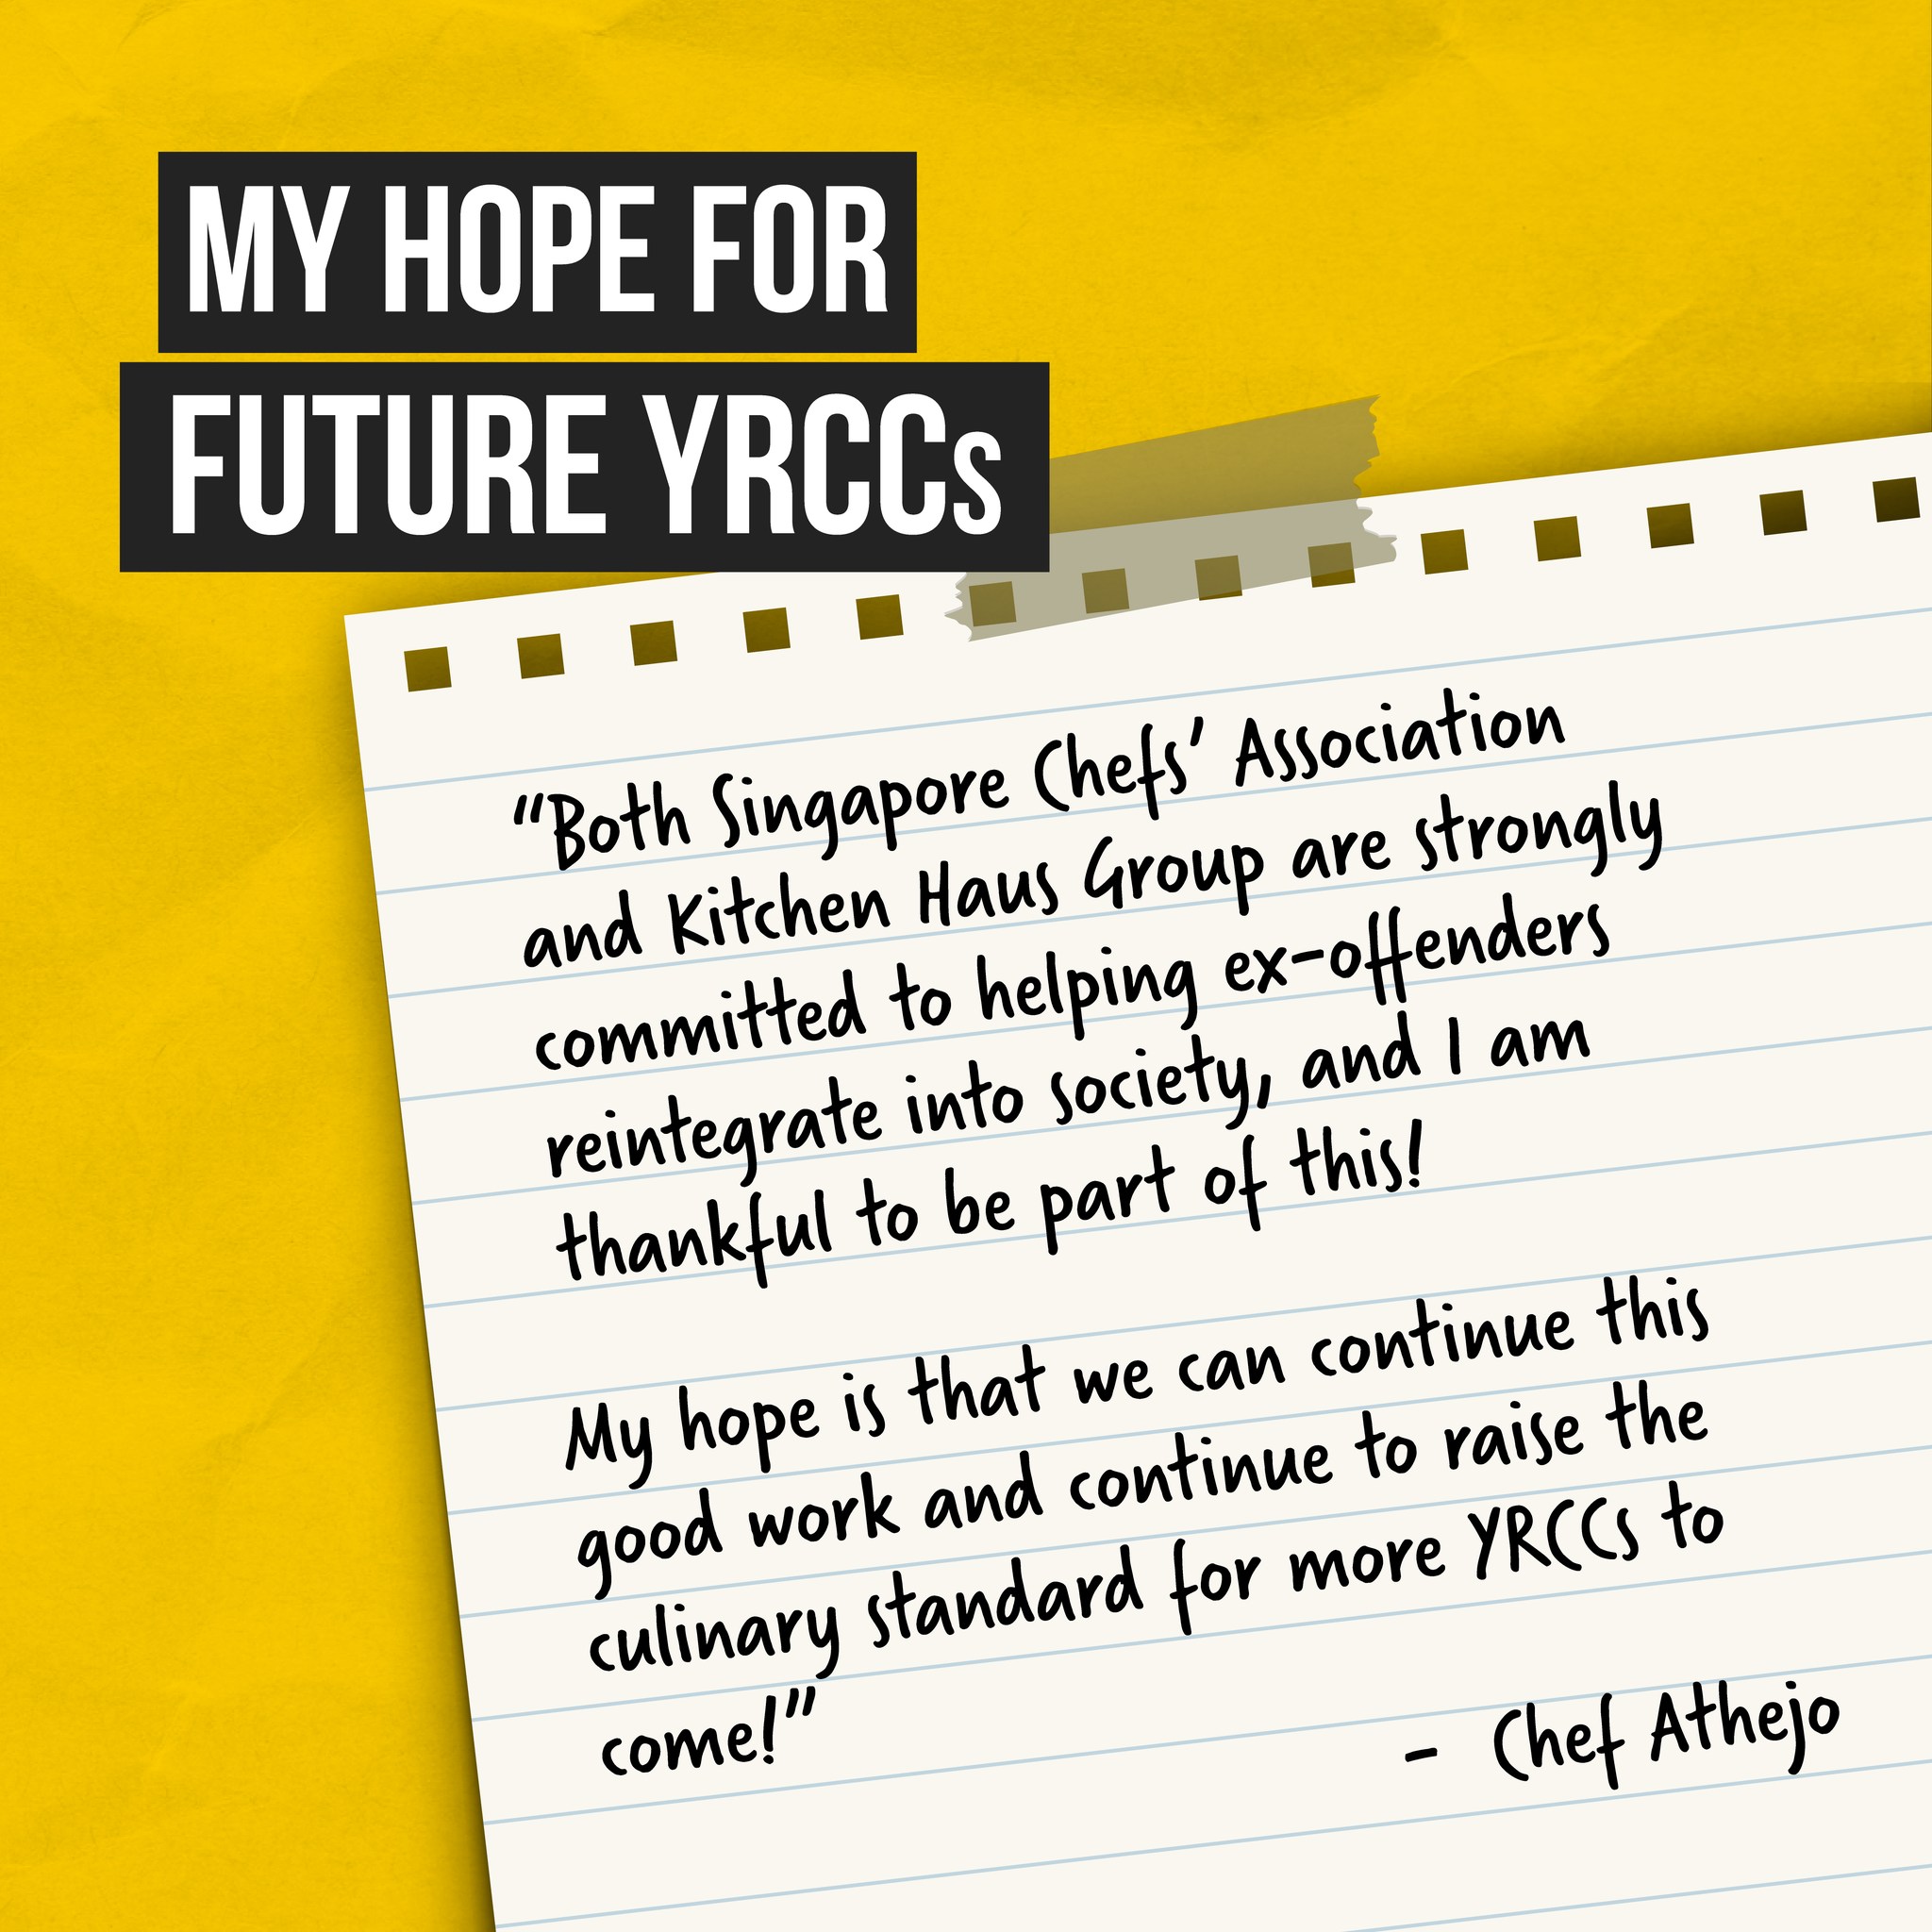 MY HOPE FOR
FUTURE YRCCs
“Both Singapore Chefs’ Association
and Kitchen Haus Group are strongly
committed to helping ex-offenders
reintegrate into society, and I am
thankful to be part of this!
My hope is that we can continue this
good work and continue to raise the
culinary standard for more YRCCs to
come!”
- Chef Athejo